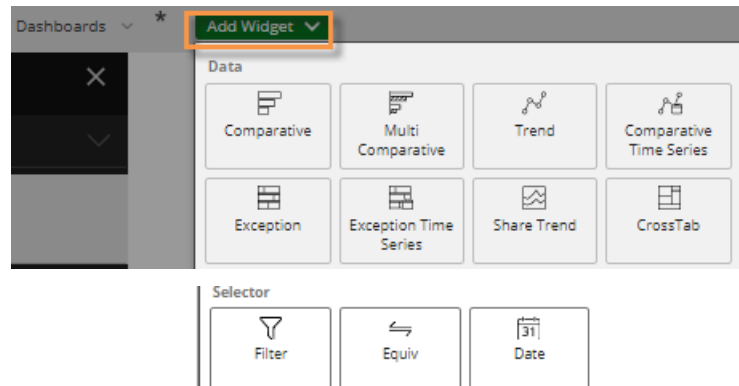 Dashboards *
Add Widget
Data
Comparative
Multi
Comparative
Trend
Comparative
Time Series
Exception
Exception Time
Series
Share Trend
CrossTab
Selector
Filter
Equiv
31
Date